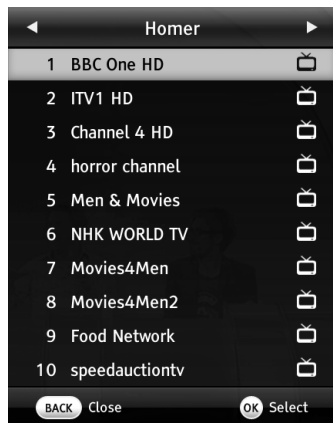 Homer
1 BBC One HD
2 ITV1 HD
3 Channel 4 HD
4 horror channel
5 Men & Movies
6 NHK WORLD TV
7 Movies4Men
8 Movies4Men2
9 Food Network
10 speedauctiontv
BACK Close OK Select